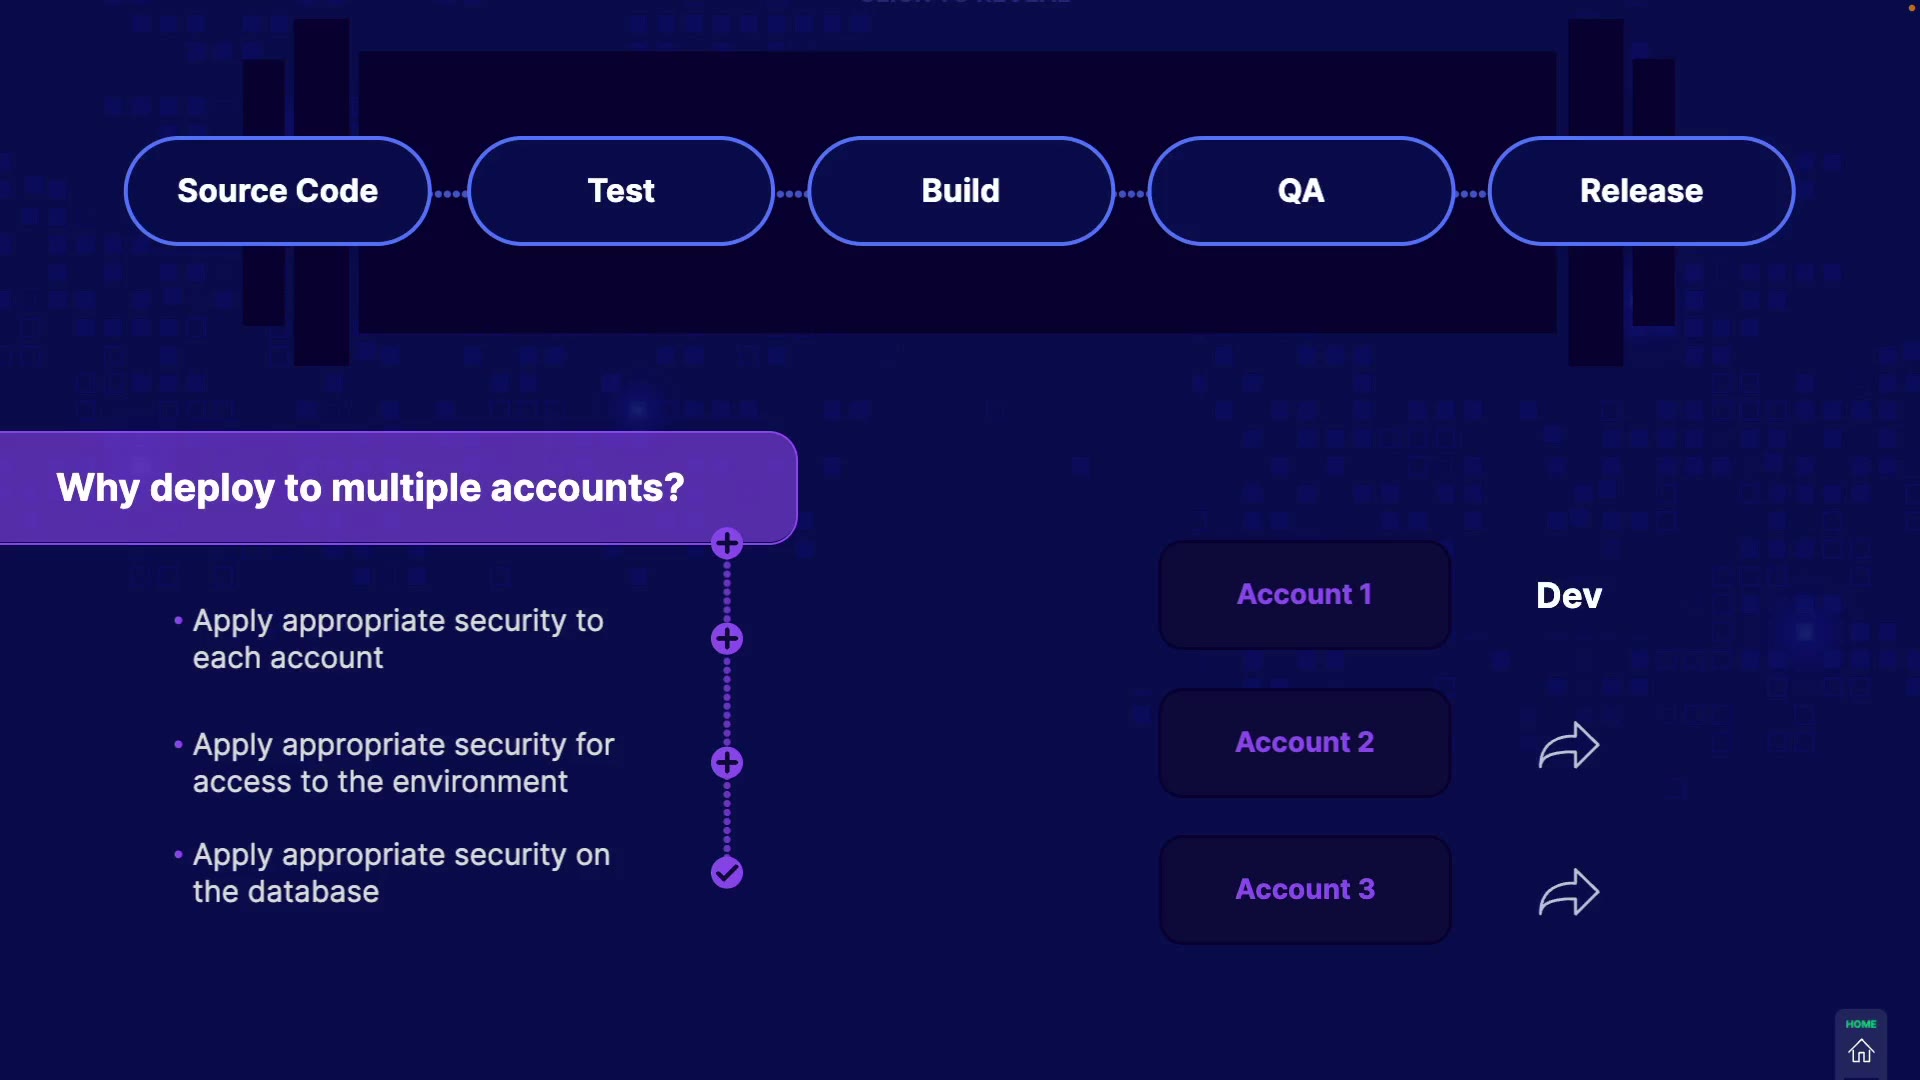 Source Code
Test
Build
QA
Release
Why deploy to multiple accounts?
• Apply appropriate security to
each account
• Apply appropriate security for
access to the environment
• Apply appropriate security on
the database
Account 1
Dev
Account 2
Account 3
HOME